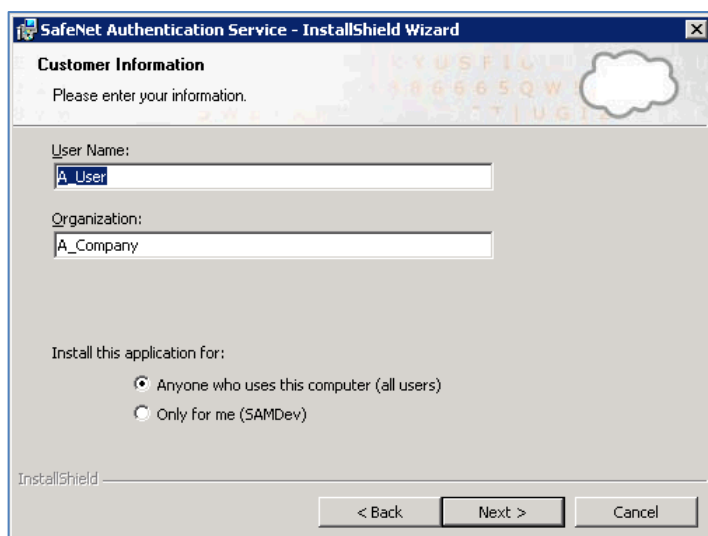 SafeNet Authentication Service - InstallShield Wizard
Customer Information
Please enter your information.
User Name:
A_User
Organization:
A_Company
Install this application for:
Anyone who uses this computer (all users)
Only for me (SAMDev)
InstallShield
< Back Next > Cancel